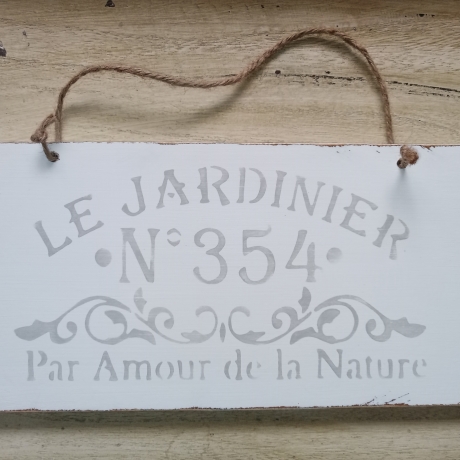 LE JARDINIER
N° 354
Par Amour de la Nature